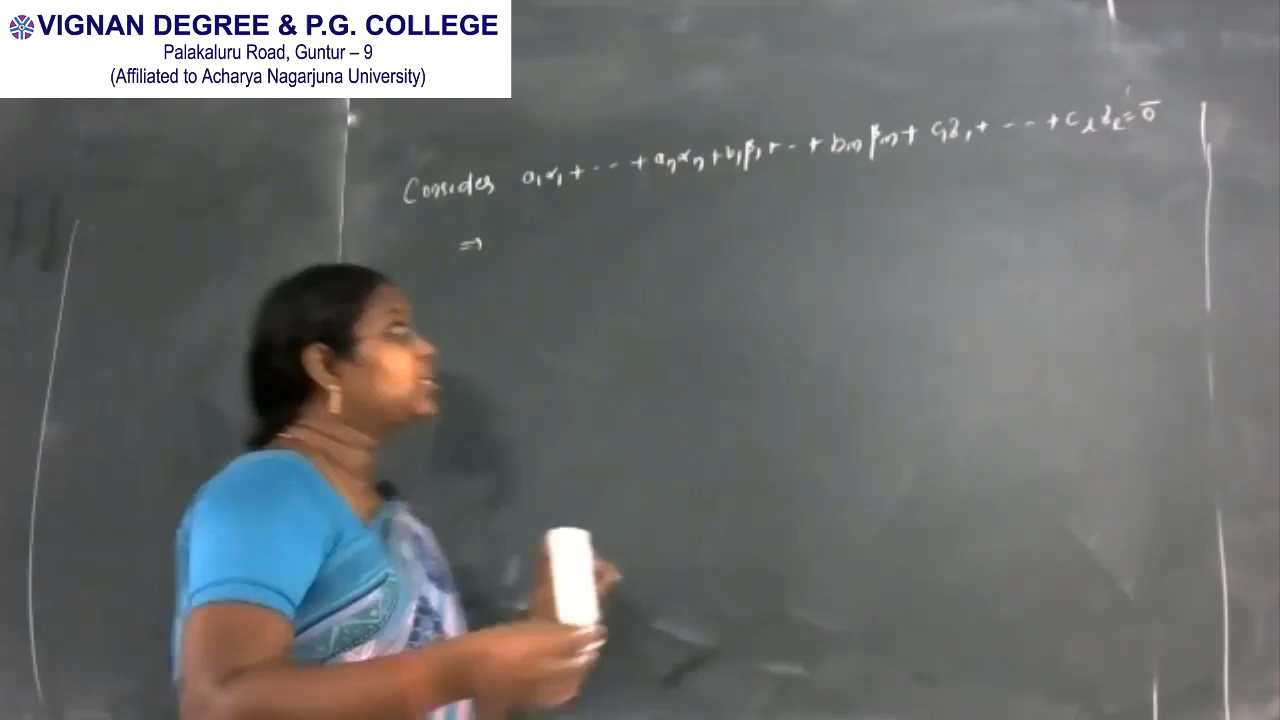 VIGNAN DEGREE & P.G. COLLEGE
Palakaluru Road, Guntur – 9
(Affiliated to Acharya Nagarjuna University)
Consider a₁α₁ + --- + aₙαₙ + b₁β₁ + -- + bₘβₘ + c₁γ₁ + --- + cₗγₗ = 0̅
⇒